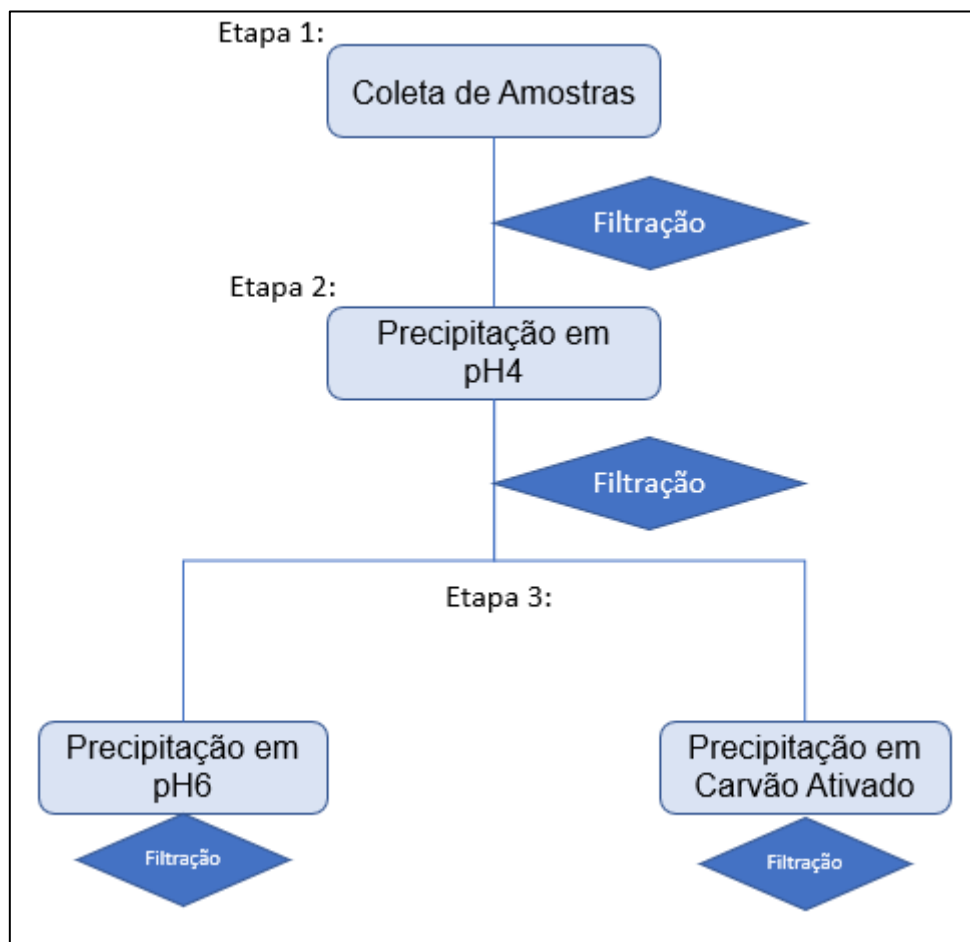 Etapa 1:
Coleta de Amostras
Filtração
Etapa 2:
Precipitação em
pH4
Filtração
Etapa 3:
Precipitação em
pH6
Filtração
Precipitação em
Carvão Ativado
Filtração